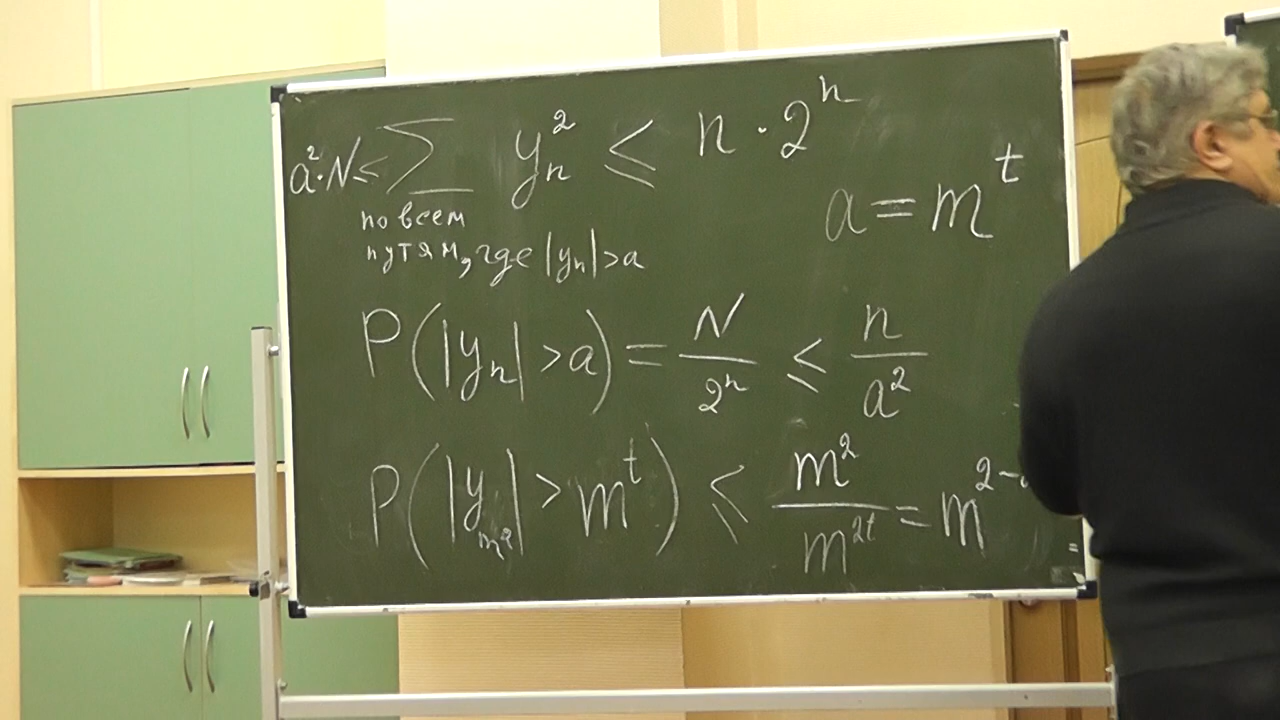 a²·N ≤ ∑ yₙ² ≤ n·2ⁿ
по всем
путям, где |yₙ|>a
a = mᵗ
P(|yₙ| > a) = N/2ⁿ ≤ n/a²
P(|y_{m²}| > mᵗ) ≤ m²/m²ᵗ = m²⁻